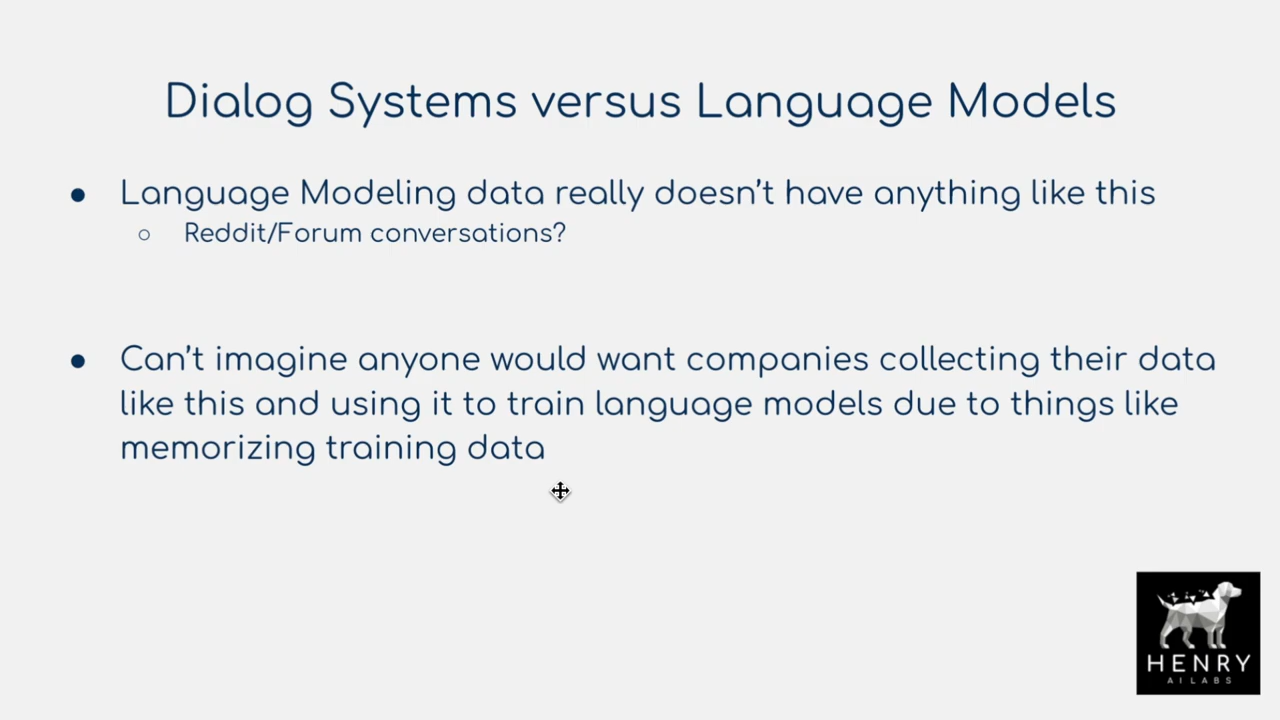 Dialog Systems versus Language Models
● Language Modeling data really doesn't have anything like this
○ Reddit/Forum conversations?
● Can't imagine anyone would want companies collecting their data
like this and using it to train language models due to things like
memorizing training data
HENRY
AI LABS